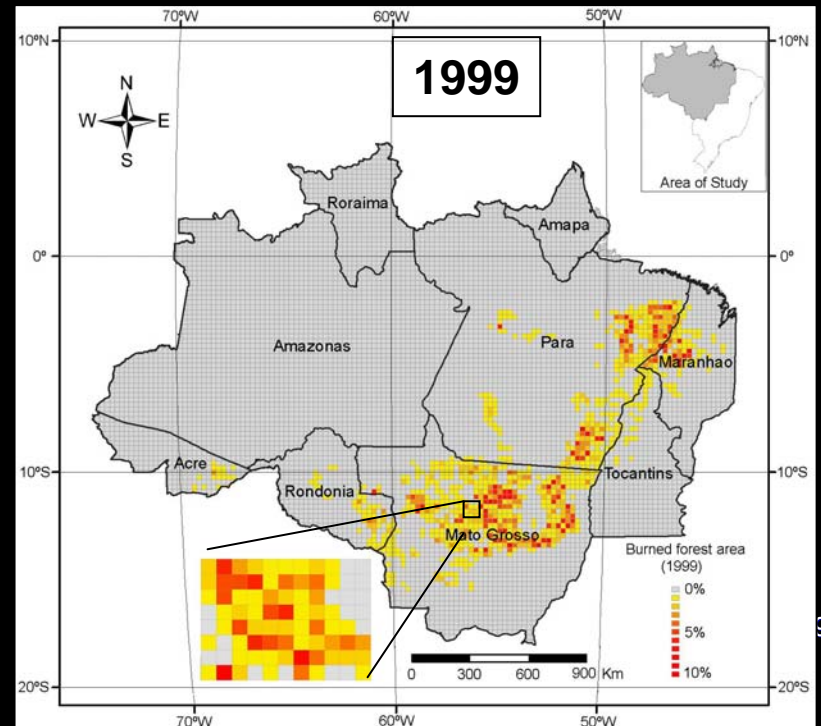 70°W 60°W 50°W
10°N 10°N
1999
N
W E
S
Area of Study
Roraima
Amapa
0° 0°
Amazonas
Para
Maranhao
Acre
10°S 10°S
Rondonia
Tocantins
Mato Grosso
Burned forest area
(1999)
0%
5%
10%
0 300 600 900 Km
20°S 20°S
70°W 60°W 50°W